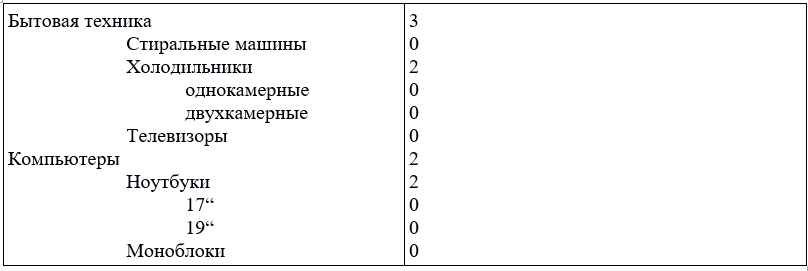 Бытовая техника 3
Стиральные машины 0
Холодильники 2
однокамерные 0
двухкамерные 0
Телевизоры 0
Компьютеры 2
Ноутбуки 2
17“ 0
19“ 0
Моноблоки 0